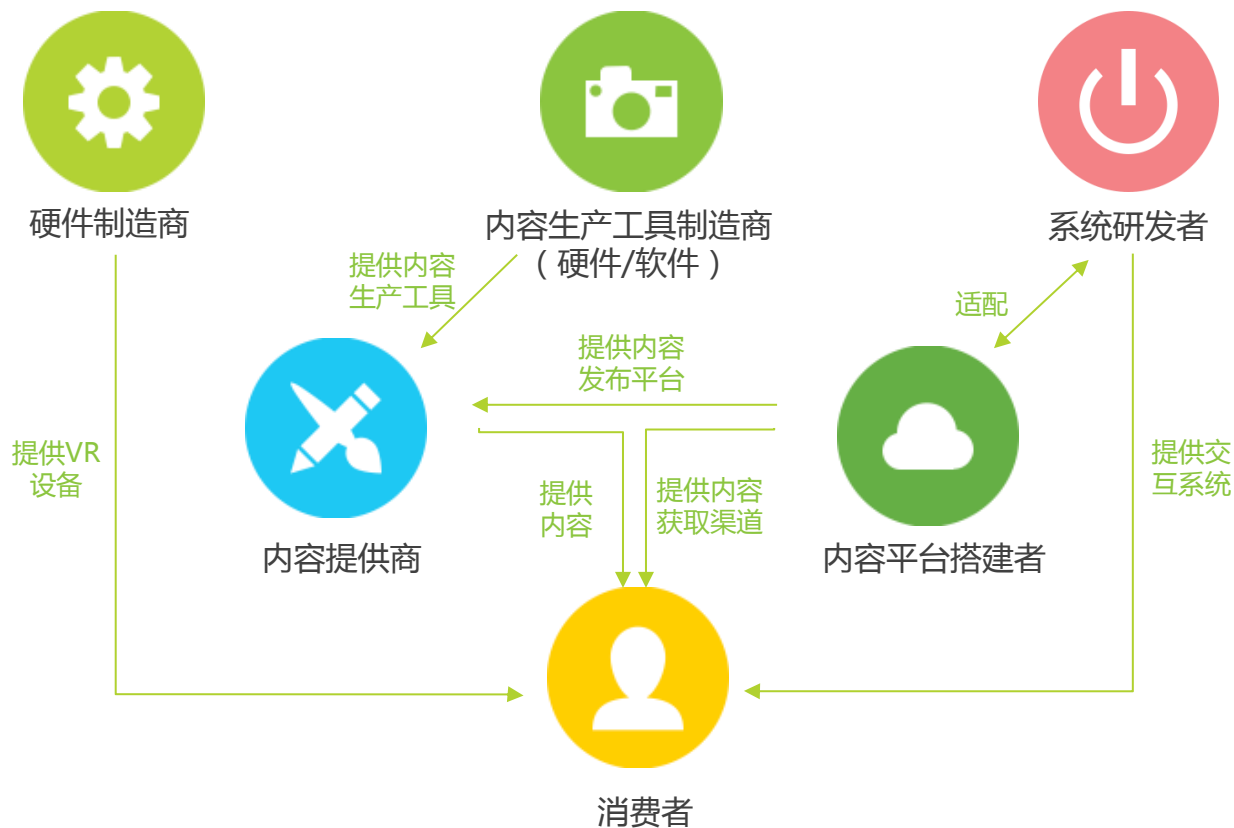 硬件制造商
内容生产工具制造商
（硬件/软件）
系统研发者
提供内容
生产工具
适配
提供内容
发布平台
提供VR
设备
提供
内容
提供内容
获取渠道
提供交
互系统
内容提供商
内容平台搭建者
消费者